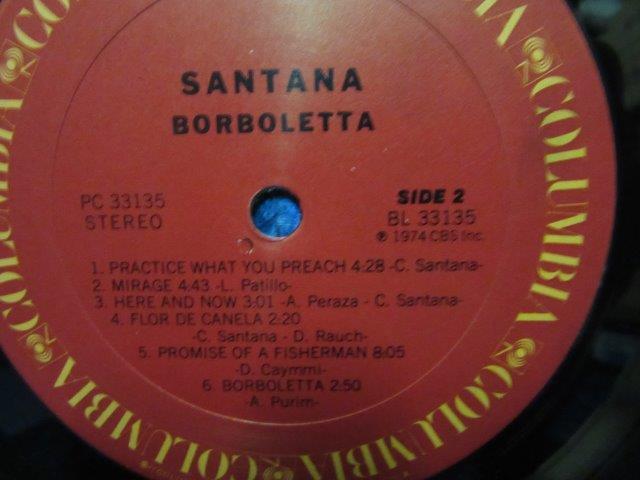 SANTANA
BORBOLETTA
PC 33135
STEREO
SIDE 2
BL 33135
℗ 1974 CBS Inc.
1. PRACTICE WHAT YOU PREACH 4:28 -C. Santana-
2. MIRAGE 4:43 -L. Patillo-
3. HERE AND NOW 3:01 -A. Peraza - C. Santana-
4. FLOR DE CANELA 2:20
-C. Santana - D. Rauch-
5. PROMISE OF A FISHERMAN 8:05
-D. Caymmi-
6. BORBOLETTA 2:50
-A. Purim-
COLUMBIA
COLUMBIA
COLUMBIA
COLUMBIA
COLUMBIA